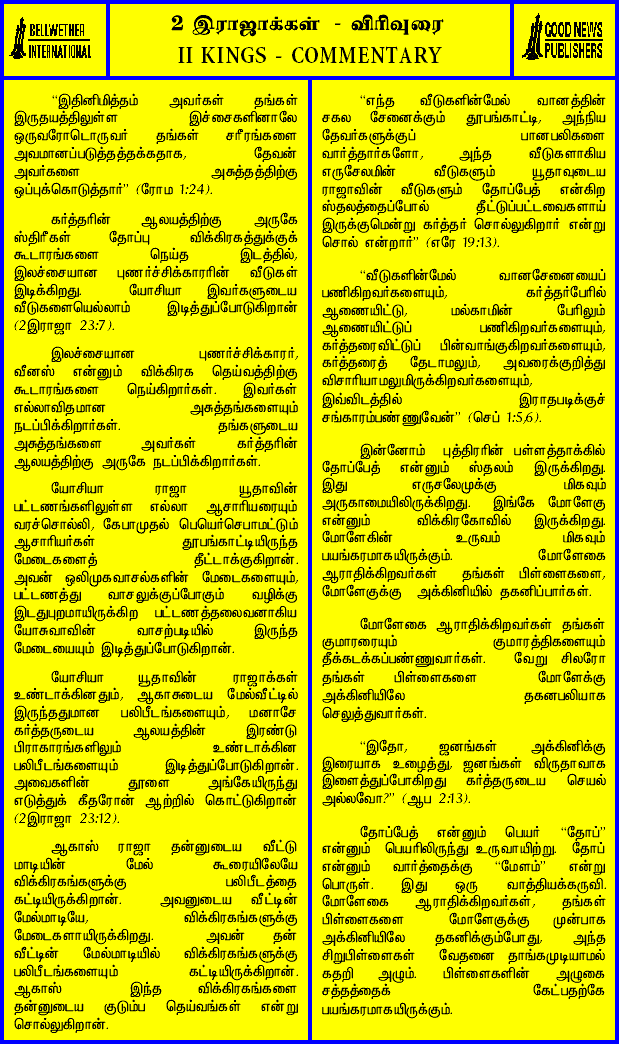 BELLWETHER
INTERNATIONAL
2 இராஜாக்கள் - விரிவுரை
II KINGS - COMMENTARY
GOOD NEWS
PUBLISHERS
“இதினிமித்தம் அவர்கள் தங்கள்
இருதயத்திலுள்ள இச்சைகளினாலே
ஒருவரோடொருவர் தங்கள் சரீரங்களை
அவமானப்படுத்தத்தக்கதாக, தேவன்
அவர்களை அசுத்தத்திற்கு
ஒப்புக்கொடுத்தார்” (ரோம 1:24).
கர்த்தரின் ஆலயத்திற்கு அருகே
ஸ்திரீகள் தோப்பு விக்கிரகத்துக்குக்
கூடாரங்களை நெய்த இடத்தில்,
இலச்சையான புணர்ச்சிக்காரரின் வீடுகள்
இடிக்கிறது. யோசியா இவர்களுடைய
வீடுகளையெல்லாம் இடித்துப்போடுகிறான்
(2இராஜா 23:7).
இலச்சையான புணர்ச்சிக்காரர்,
வீனஸ் என்னும் விக்கிரக தெய்வத்திற்கு
கூடாரங்களை நெய்கிறார்கள். இவர்கள்
எல்லாவிதமான அசுத்தங்களையும்
நடப்பிக்கிறார்கள். தங்களுடைய
அசுத்தங்களை அவர்கள் கர்த்தரின்
ஆலயத்திற்கு அருகே நடப்பிக்கிறார்கள்.
யோசியா ராஜா யூதாவின்
பட்டணங்களிலுள்ள எல்லா ஆசாரியரையும்
வரச்சொல்லி, கேபாமுதல் பெயெர்செபாமட்டும்
ஆசாரியர்கள் தூபங்காட்டியிருந்த
மேடைகளைத் தீட்டாக்குகிறான்.
அவன் ஒலிமுகவாசல்களின் மேடைகளையும்,
பட்டணத்து வாசலுக்குப்போகும் வழிக்கு
இடதுபுறமாயிருக்கிற பட்டணத்தலைவனாகிய
யோசுவாவின் வாசற்படியில் இருந்த
மேடையையும் இடித்துப்போடுகிறான்.
யோசியா யூதாவின் ராஜாக்கள்
உண்டாக்கினதும், ஆகாசுடைய மேல்வீட்டில்
இருந்ததுமான பலிபீடங்களையும், மனாசே
கர்த்தருடைய ஆலயத்தின் இரண்டு
பிராகாரங்களிலும் உண்டாக்கின
பலிபீடங்களையும் இடித்துப்போடுகிறான்.
அவைகளின் தூளை அங்கேயிருந்து
எடுத்துக் கீதரோன் ஆற்றில் கொட்டுகிறான்
(2இராஜா 23:12).
ஆகாஸ் ராஜா தன்னுடைய வீட்டு
மாடியின் மேல் கூரையிலேயே
விக்கிரகங்களுக்கு பலிபீடத்தை
கட்டியிருக்கிறான். அவனுடைய வீட்டின்
மேல்மாடியே, விக்கிரகங்களுக்கு
மேடைகளாயிருக்கிறது. அவன் தன்
வீட்டின் மேல்மாடியில் விக்கிரகங்களுக்கு
பலிபீடங்களையும் கட்டியிருக்கிறான்.
ஆகாஸ் இந்த விக்கிரகங்களை
தன்னுடைய குடும்ப தெய்வங்கள் என்று
சொல்லுகிறான்.
“எந்த வீடுகளின்மேல் வானத்தின்
சகல சேனைக்கும் தூபங்காட்டி, அந்நிய
தேவர்களுக்குப் பானபலிகளை
வார்த்தார்களோ, அந்த வீடுகளாகிய
எருசலேமின் வீடுகளும் யூதாவுடைய
ராஜாவின் வீடுகளும் தோப்பேத் என்கிற
ஸ்தலத்தைப்போல் தீட்டுப்பட்டவைகளாய்
இருக்குமென்று கர்த்தர் சொல்லுகிறார் என்று
சொல் என்றார்” (எரே 19:13).
“வீடுகளின்மேல் வானசேனையைப்
பணிகிறவர்களையும், கர்த்தர்பேரில்
ஆணையிட்டு, மல்காமின் பேரிலும்
ஆணையிட்டுப் பணிகிறவர்களையும்,
கர்த்தரைவிட்டுப் பின்வாங்குகிறவர்களையும்,
கர்த்தரைத் தேடாமலும், அவரைக்குறித்து
விசாரியாமலுமிருக்கிறவர்களையும்,
இவ்விடத்தில் இராதபடிக்குச்
சங்காரம்பண்ணுவேன்” (செப் 1:5,6).
இன்னோம் புத்திரரின் பள்ளத்தாக்கில்
தோப்பேத் என்னும் ஸ்தலம் இருக்கிறது.
இது எருசலேமுக்கு மிகவும்
அருகாமையிலிருக்கிறது. இங்கே மோளேகு
என்னும் விக்கிரககோவில் இருக்கிறது.
மோளேகின் உருவம் மிகவும்
பயங்கரமாகயிருக்கும். மோளேகை
ஆராதிக்கிறவர்கள் தங்கள் பிள்ளைகளை,
மோளேகுக்கு அக்கினியில் தகனிப்பார்கள்.
மோளேகை ஆராதிக்கிறவர்கள் தங்கள்
குமாரரையும் குமாரத்திகளையும்
தீக்கடக்கப்பண்ணுவார்கள். வேறு சிலரோ
தங்கள் பிள்ளைகளை மோளேக்கு
அக்கினியிலே தகனபலியாக
செலுத்துவார்கள்.
“இதோ, ஜனங்கள் அக்கினிக்கு
இரையாக உழைத்து, ஜனங்கள் விருதாவாக
இளைத்துப்போகிறது கர்த்தருடைய செயல்
அல்லவோ?” (ஆப 2:13).
தோப்பேத் என்னும் பெயர் “தோப்”
என்னும் பெயரிலிருந்து உருவாயிற்று. தோப்
என்னும் வார்த்தைக்கு “மேளம்” என்று
பொருள். இது ஒரு வாத்தியக்கருவி.
மோளேகை ஆராதிக்கிறவர்கள், தங்கள்
பிள்ளைகளை மோளேகுக்கு முன்பாக
அக்கினியிலே தகனிக்கும்போது, அந்த
சிறுபிள்ளைகள் வேதனை தாங்கமுடியாமல்
கதறி அழும். பிள்ளைகளின் அழுகை
சத்தத்தைக் கேட்பதற்கே
பயங்கரமாகயிருக்கும்.